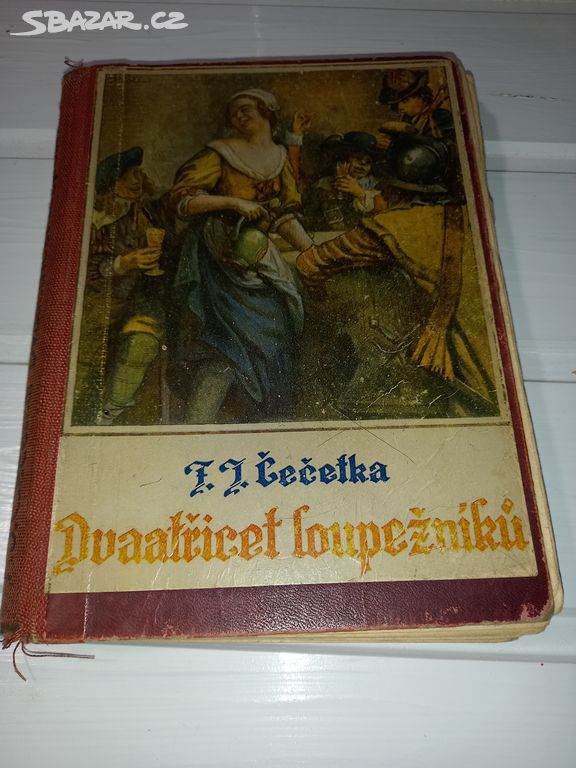 SBAZAR.CZ
F. J. Čečetka
Dvaatřicet loupežníků